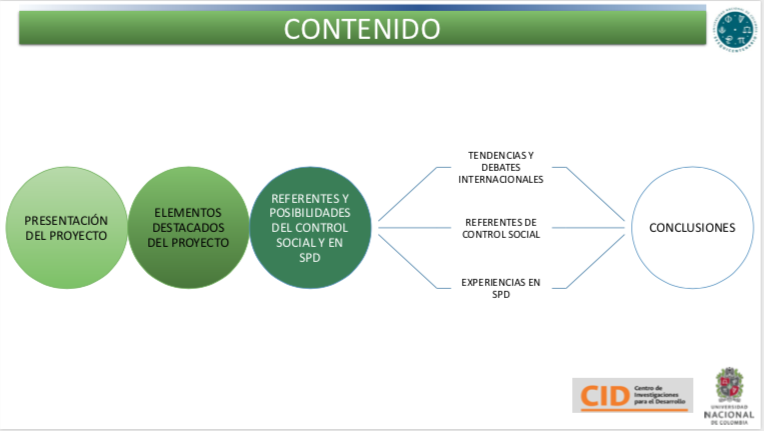 CONTENIDO
PRESENTACIÓN
DEL PROYECTO
ELEMENTOS
DESTACADOS
DEL PROYECTO
REFERENTES Y
POSIBILIDADES
DEL CONTROL
SOCIAL Y EN
SPD
TENDENCIAS Y
DEBATES
INTERNACIONALES
REFERENTES DE
CONTROL SOCIAL
EXPERIENCIAS EN
SPD
CONCLUSIONES
CID
Centro de
Investigaciones
para el Desarrollo
UNIVERSIDAD
NACIONAL
DE COLOMBIA